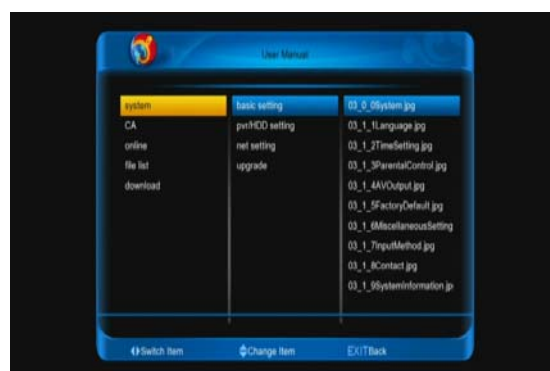 User Manual
system
CA
online
file list
download
basic setting
pvr/HDD setting
net setting
upgrade
03_0_0System.jpg
03_1_1Language.jpg
03_1_2TimeSetting.jpg
03_1_3ParentalControl.jpg
03_1_4AVOutput.jpg
03_1_5FactoryDefault.jpg
03_1_6MiscellaneousSetting
03_1_7InputMethod.jpg
03_1_8Contact.jpg
03_1_9SystemInformation.jp
Switch Item
Change Item
EXITBack